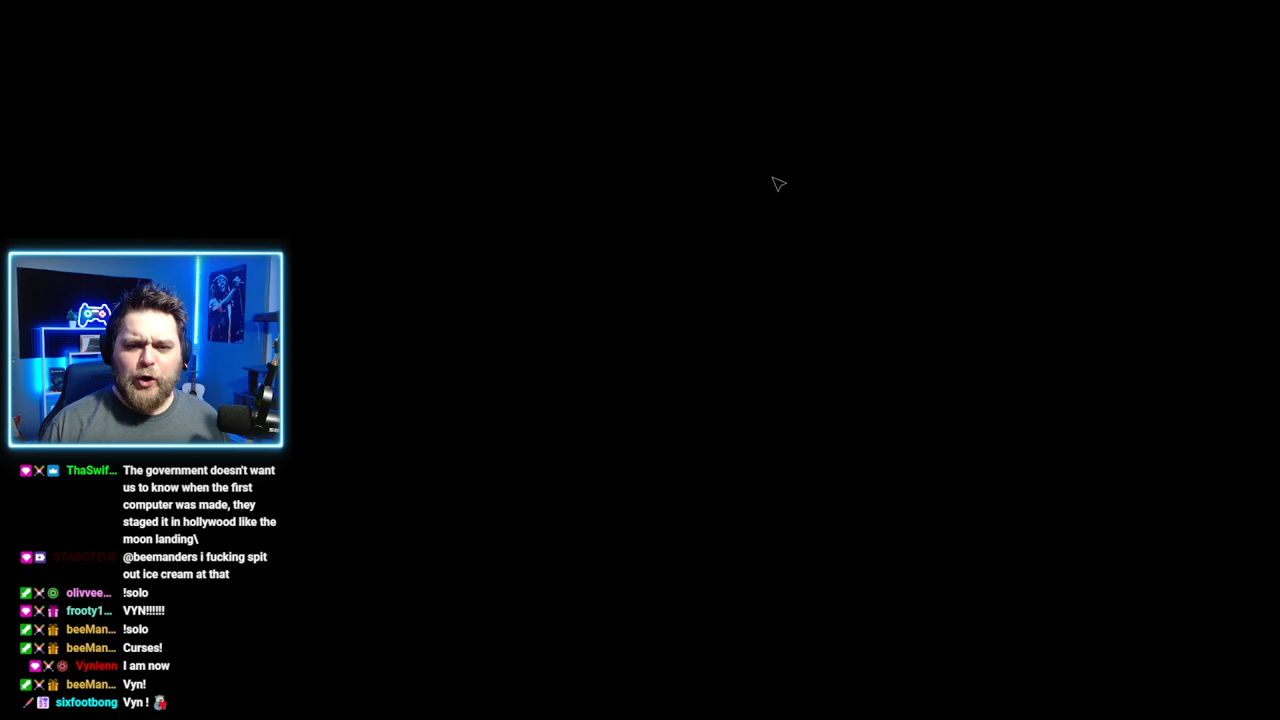 ThaSwif... The government doesn't want
us to know when the first
computer was made, they
staged it in hollywood like the
moon landing\
STABOTEUR @beemanders i fucking spit
out ice cream at that
olivvee... !solo
frooty1... VYN!!!!!!
beeMan... !solo
beeMan... Curses!
Vynlenn I am now
beeMan... Vyn!
sixfootbong Vyn !